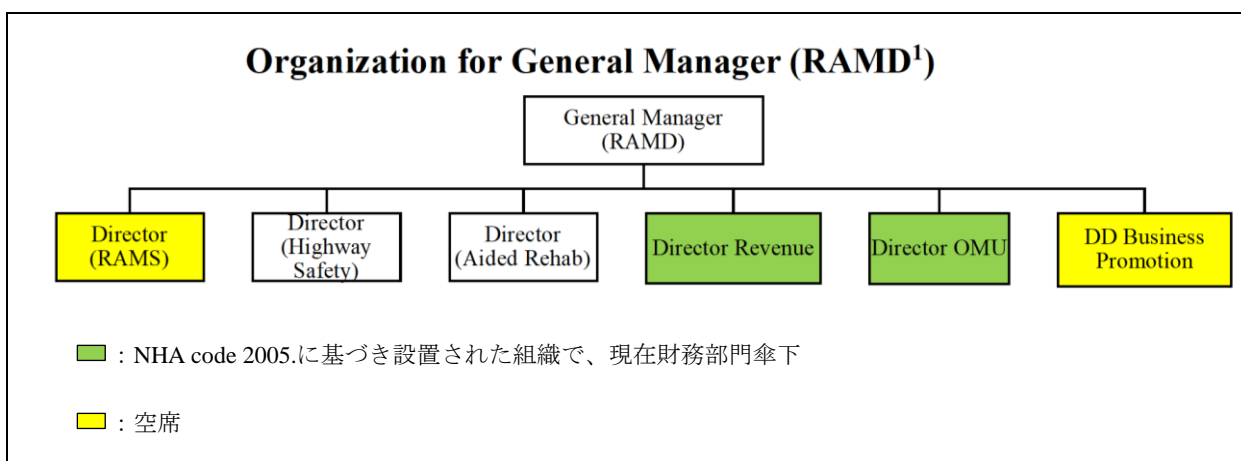 Organization for General Manager (RAMD¹)
General Manager
(RAMD)
Director
(RAMS)
Director
(Highway
Safety)
Director
(Aided Rehab)
Director Revenue
Director OMU
DD Business
Promotion
：NHA code 2005.に基づき設置された組織で、現在財務部門傘下
：空席